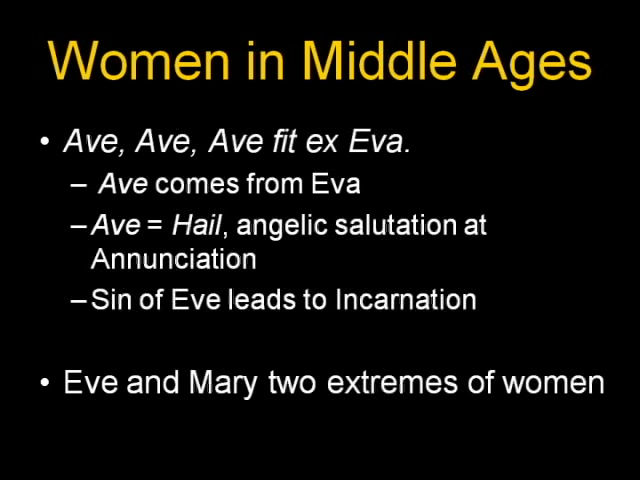 Women in Middle Ages
• Ave, Ave, Ave fit ex Eva.
– Ave comes from Eva
– Ave = Hail, angelic salutation at
Annunciation
– Sin of Eve leads to Incarnation
• Eve and Mary two extremes of women